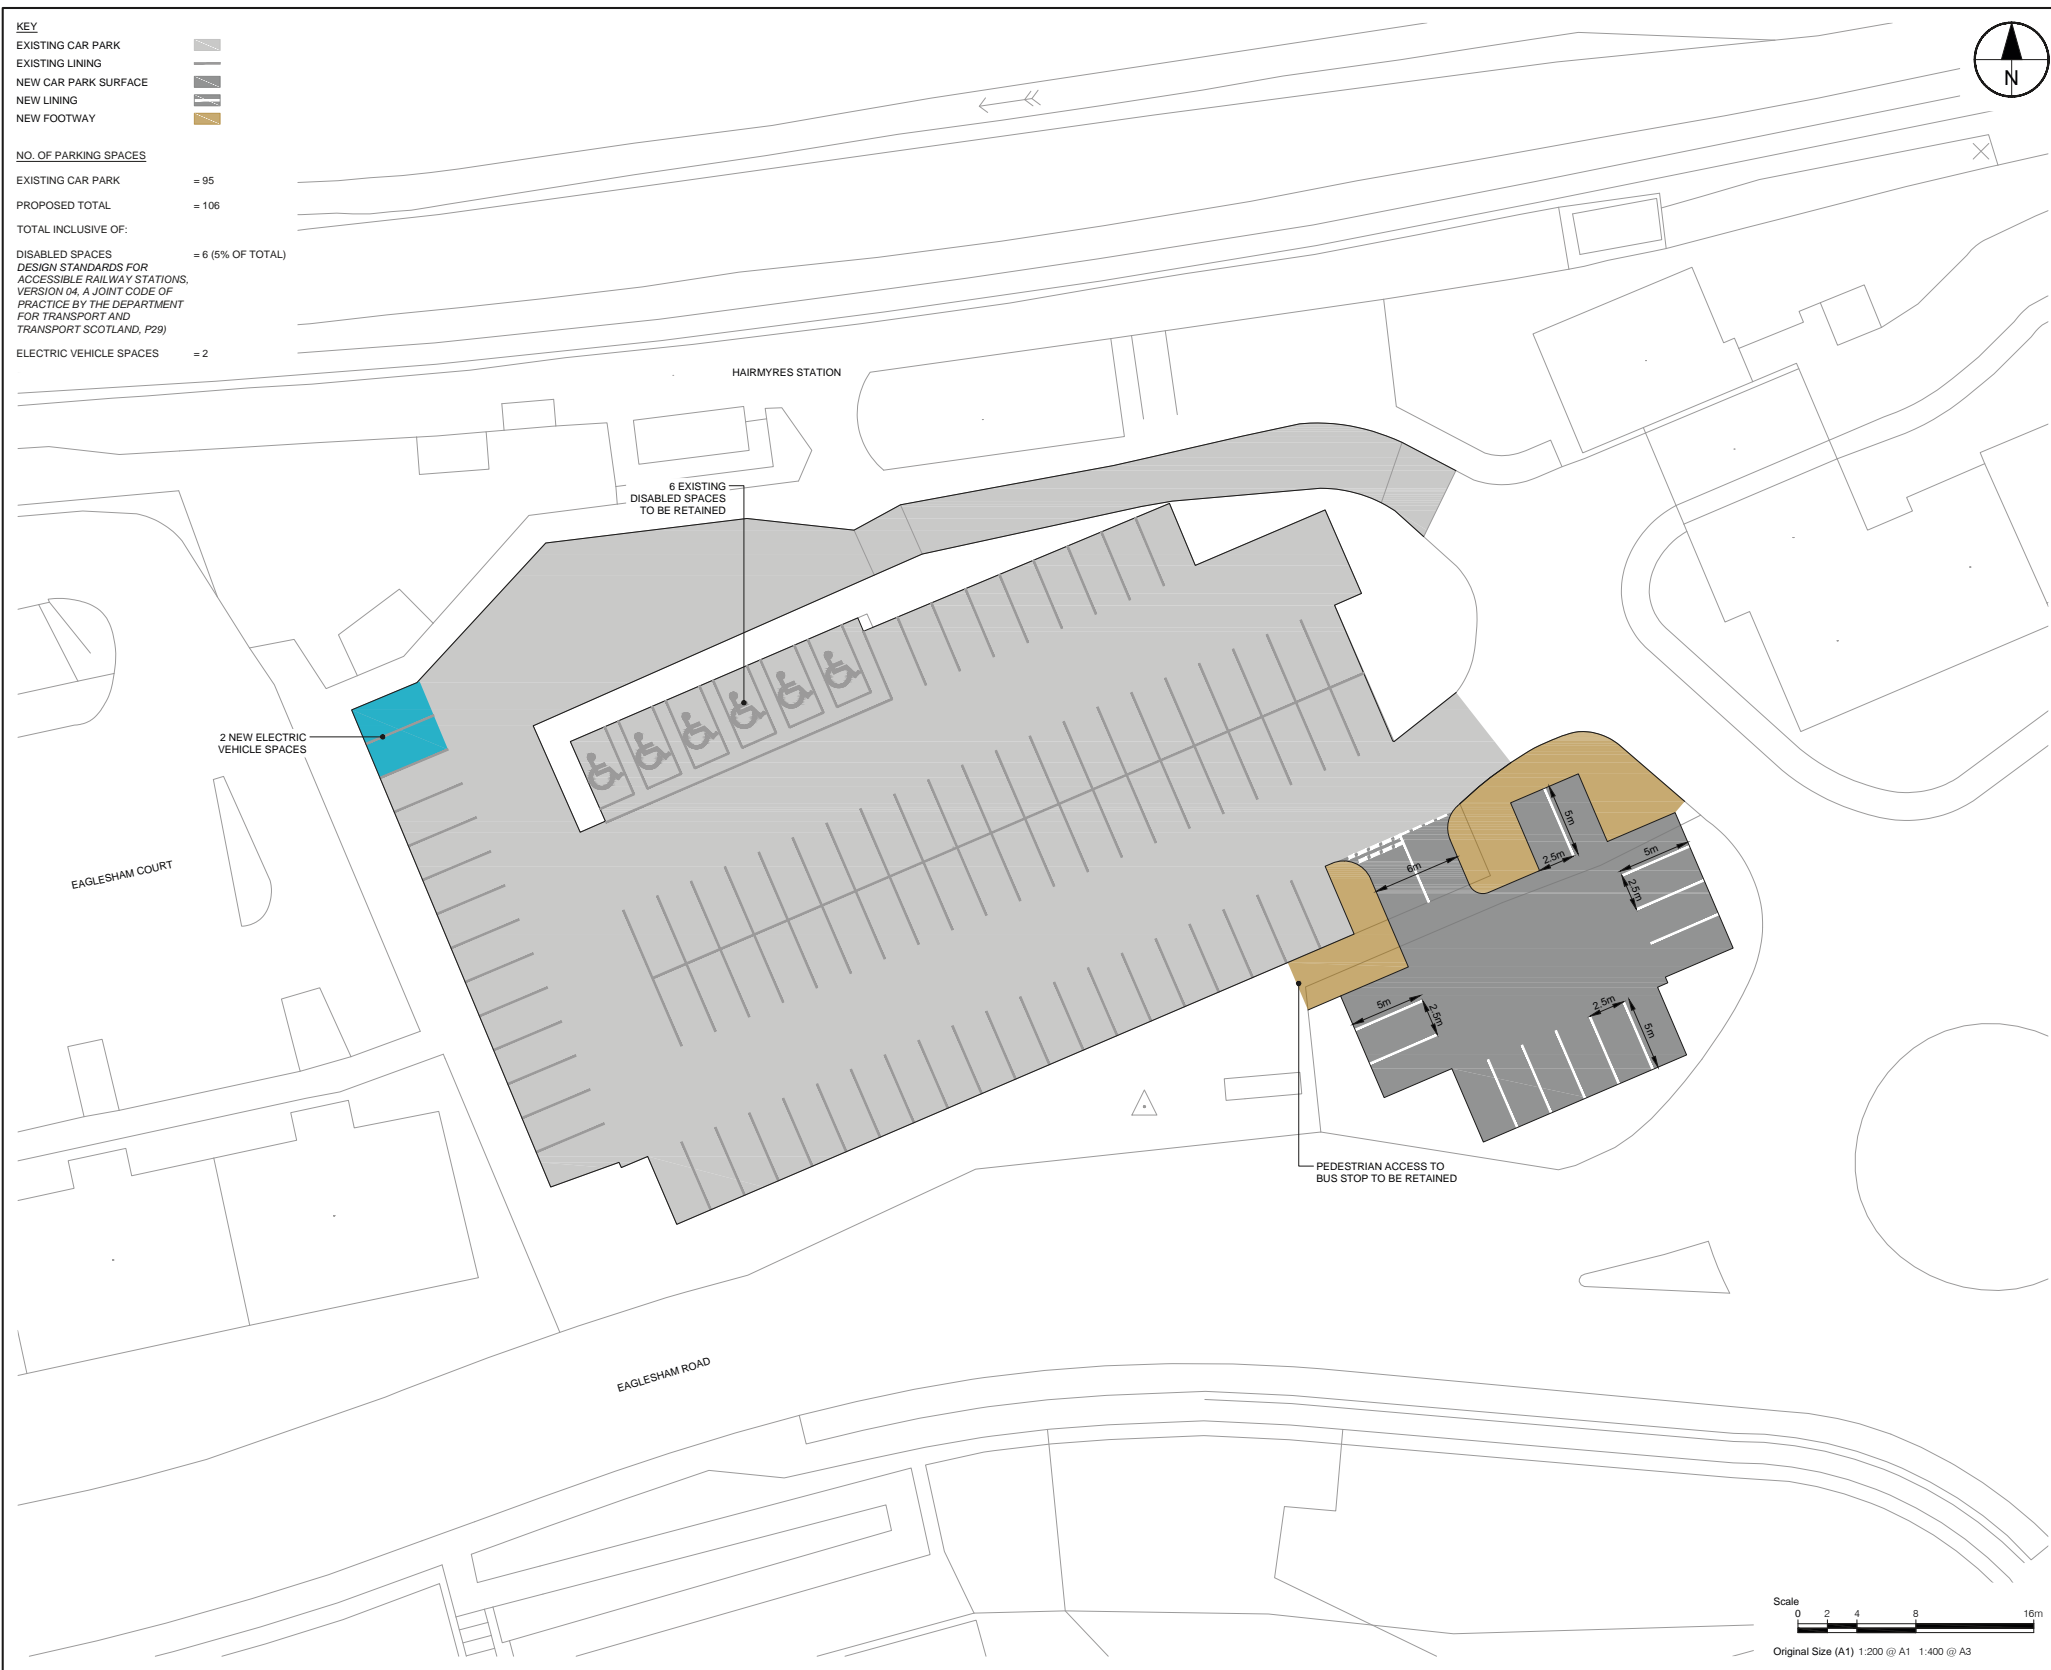 KEY
EXISTING CAR PARK
EXISTING LINING
NEW CAR PARK SURFACE
NEW LINING
NEW FOOTWAY
NO. OF PARKING SPACES
EXISTING CAR PARK = 95
PROPOSED TOTAL = 106
TOTAL INCLUSIVE OF:
DISABLED SPACES = 6 (5% OF TOTAL)
DESIGN STANDARDS FOR
ACCESSIBLE RAILWAY STATIONS,
VERSION 04, A JOINT CODE OF
PRACTICE BY THE DEPARTMENT
FOR TRANSPORT AND
TRANSPORT SCOTLAND, P29)
ELECTRIC VEHICLE SPACES = 2
N
HAIRMYRES STATION
6 EXISTING
DISABLED SPACES
TO BE RETAINED
2 NEW ELECTRIC
VEHICLE SPACES
EAGLESHAM COURT
5m
2.5m
6m
5m
2.5m
5m
2.5m
2.5m
5m
PEDESTRIAN ACCESS TO
BUS STOP TO BE RETAINED
EAGLESHAM ROAD
Scale
0 2 4 8 16m
Original Size (A1) 1:200 @ A1 1:400 @ A3